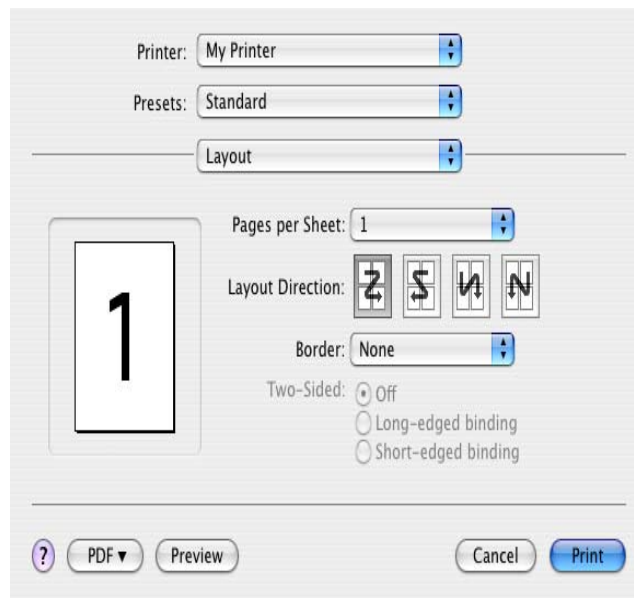 Printer: My Printer
Presets: Standard
Layout
Pages per Sheet: 1
Layout Direction:
1
Border: None
Two-Sided: Off
Long-edged binding
Short-edged binding
? PDF▼ Preview Cancel Print